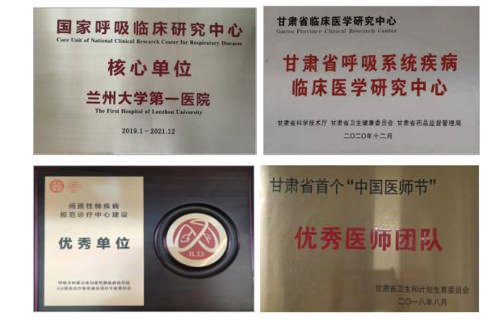 国家呼吸临床研究中心
Core Unit of National Clinical Research Center for Respiratory Diseases
核心单位
兰州大学第一医院
The First Hospital of Lanzhou University
2019.1-2021.12
甘肃省临床医学研究中心
Gansu Province Clinical Research Center
甘肃省呼吸系统疾病
临床医学研究中心
甘肃省科学技术厅 甘肃省卫生健康委员会 甘肃省药品监督管理局
二〇二〇年十二月
间质性肺疾病
规范诊疗中心建设
优秀单位
ILD
甘肃省首个“中国医师节”
优秀医师团队
甘肃省卫生和计划生育委员会
二〇一八年八月